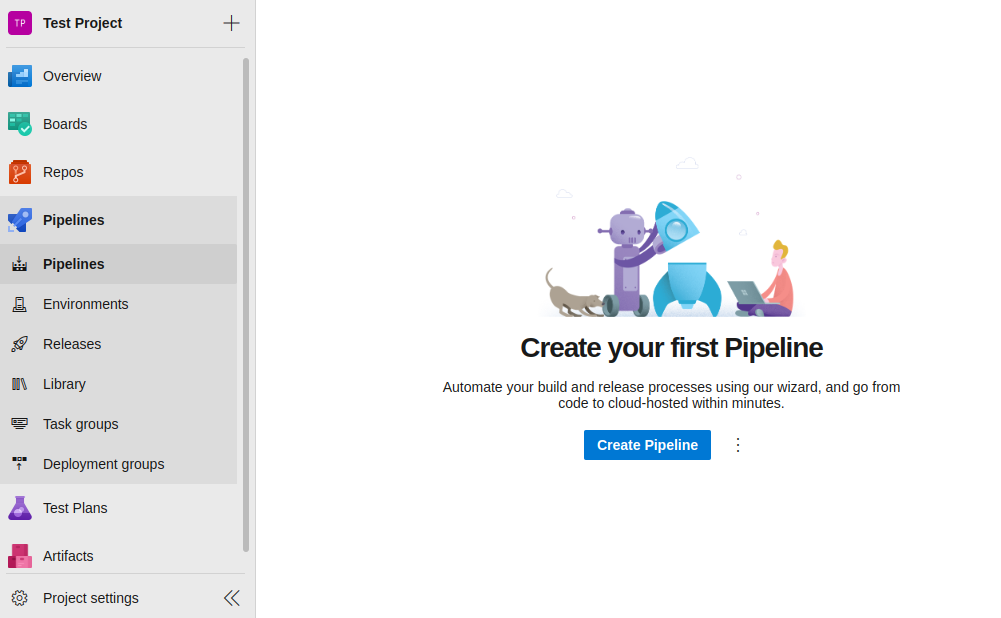 TP Test Project
Overview
Boards
Repos
Pipelines
Pipelines
Environments
Releases
Library
Task groups
Deployment groups
Test Plans
Artifacts
Project settings
Create your first Pipeline
Automate your build and release processes using our wizard, and go from
code to cloud-hosted within minutes.
Create Pipeline